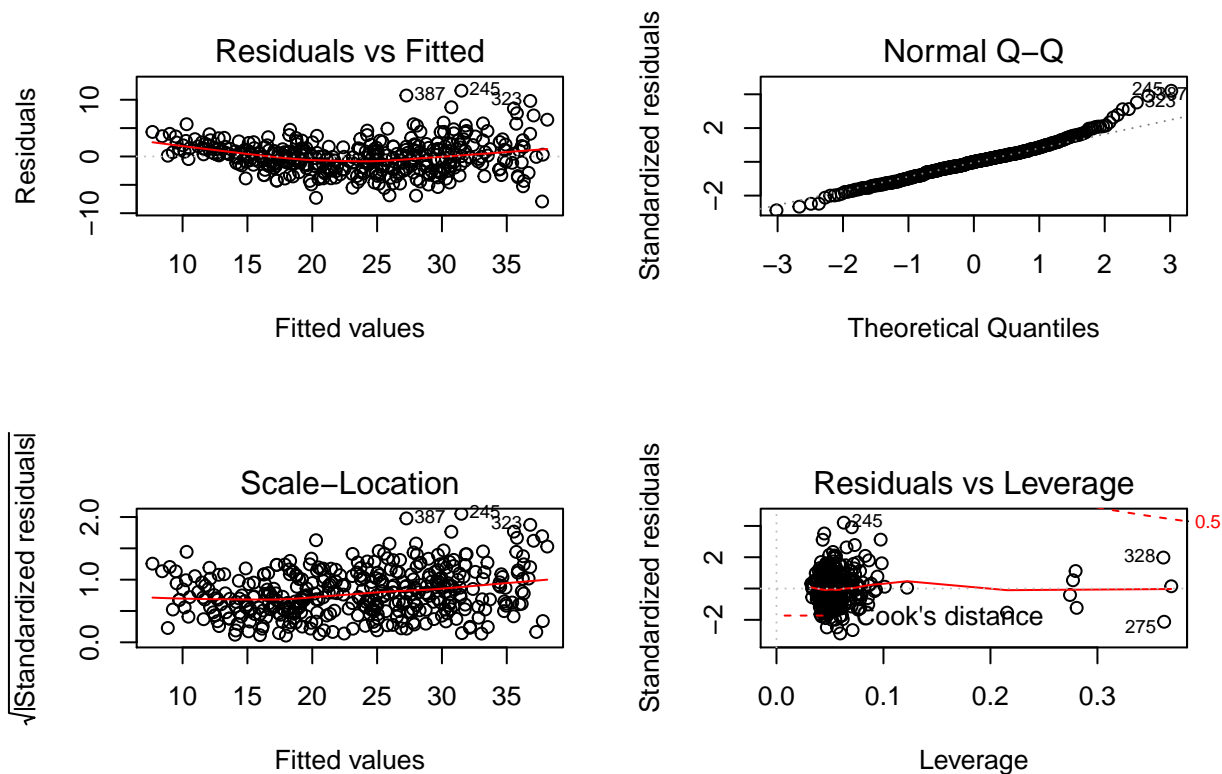 Residuals vs Fitted
Residuals
−10
0
10
387
245
323
10 15 20 25 30 35
Fitted values
Normal Q−Q
Standardized residuals
−2
2
245
387
323
−3 −2 −1 0 1 2 3
Theoretical Quantiles
Scale−Location
√|Standardized residuals|
0.0
1.0
2.0
387
245
323
10 15 20 25 30 35
Fitted values
Residuals vs Leverage
Standardized residuals
−2
2
245
328
275
0.5
Cook's distance
0.0 0.1 0.2 0.3
Leverage